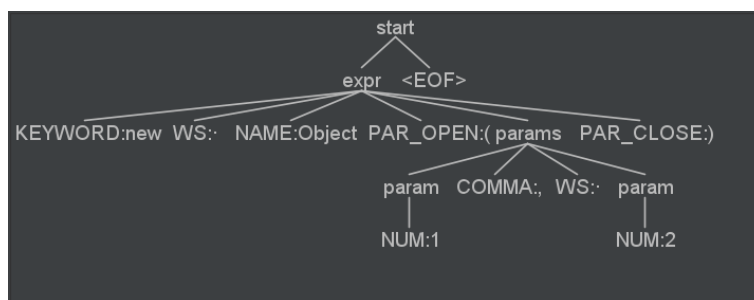 start
expr <EOF>
KEYWORD:new WS:· NAME:Object PAR_OPEN:( params PAR_CLOSE:)
param COMMA:, WS:· param
NUM:1 NUM:2